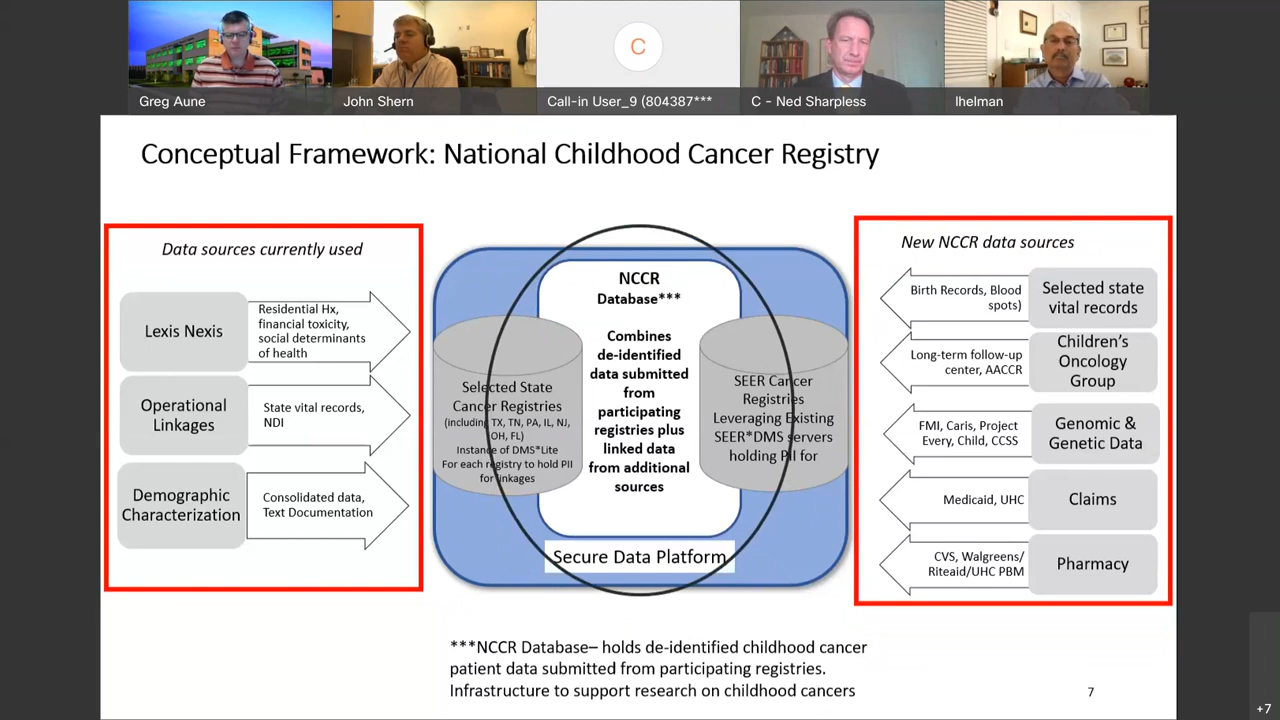 C
Greg Aune
John Shern
Call-in User_9 (804387***
C - Ned Sharpless
lhelman
Conceptual Framework: National Childhood Cancer Registry
Data sources currently used
Lexis Nexis
Residential Hx,
financial toxicity,
social determinants
of health
Operational
Linkages
State vital records,
NDI
Demographic
Characterization
Consolidated data,
Text Documentation
NCCR
Database***
Combines
de-identified
data submitted
from
participating
registries plus
linked data
from additional
sources
Selected State
Cancer Registries
(including TX, TN, PA, IL, NJ,
OH, FL)
Instance of DMS*Lite
For each registry to hold PII
for linkages
SEER Cancer
Registries
Leveraging Existing
SEER*DMS servers
holding PII for
Secure Data Platform
New NCCR data sources
Birth Records, Blood
spots)
Selected state
vital records
Long-term follow-up
center, AACCR
Children's
Oncology
Group
FMI, Caris, Project
Every, Child, CCSS
Genomic &
Genetic Data
Medicaid, UHC
Claims
CVS, Walgreens/
Riteaid/UHC PBM
Pharmacy
***NCCR Database– holds de-identified childhood cancer
patient data submitted from participating registries.
Infrastructure to support research on childhood cancers
7
+7